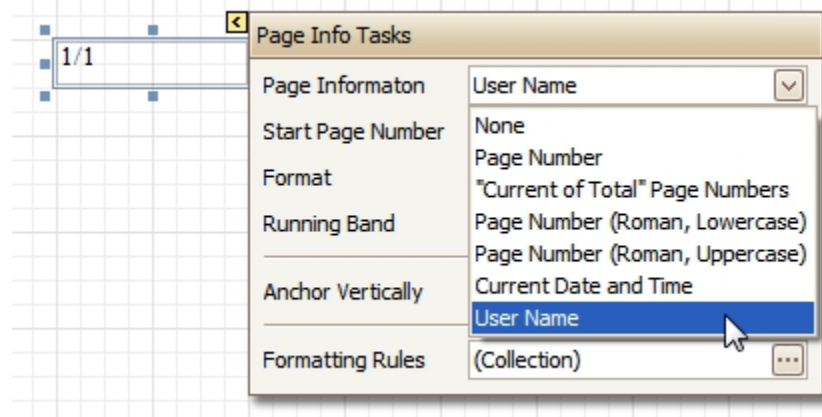 Page Info Tasks
1/1
Page Informaton User Name
Start Page Number
None
Page Number
Format
"Current of Total" Page Numbers
Running Band
Page Number (Roman, Lowercase)
Page Number (Roman, Uppercase)
Anchor Vertically
Current Date and Time
User Name
Formatting Rules (Collection)